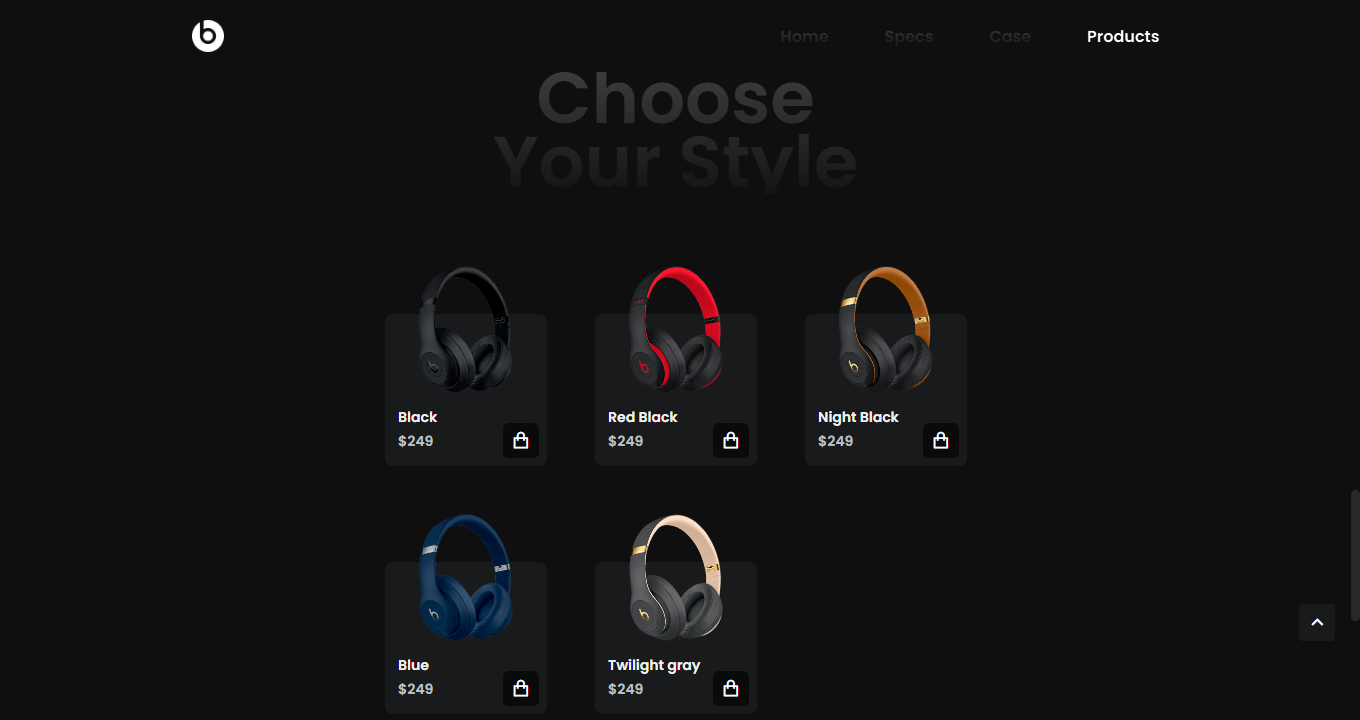 Home Specs Case Products
Choose
Your Style
Black
$249
Red Black
$249
Night Black
$249
Blue
$249
Twilight gray
$249